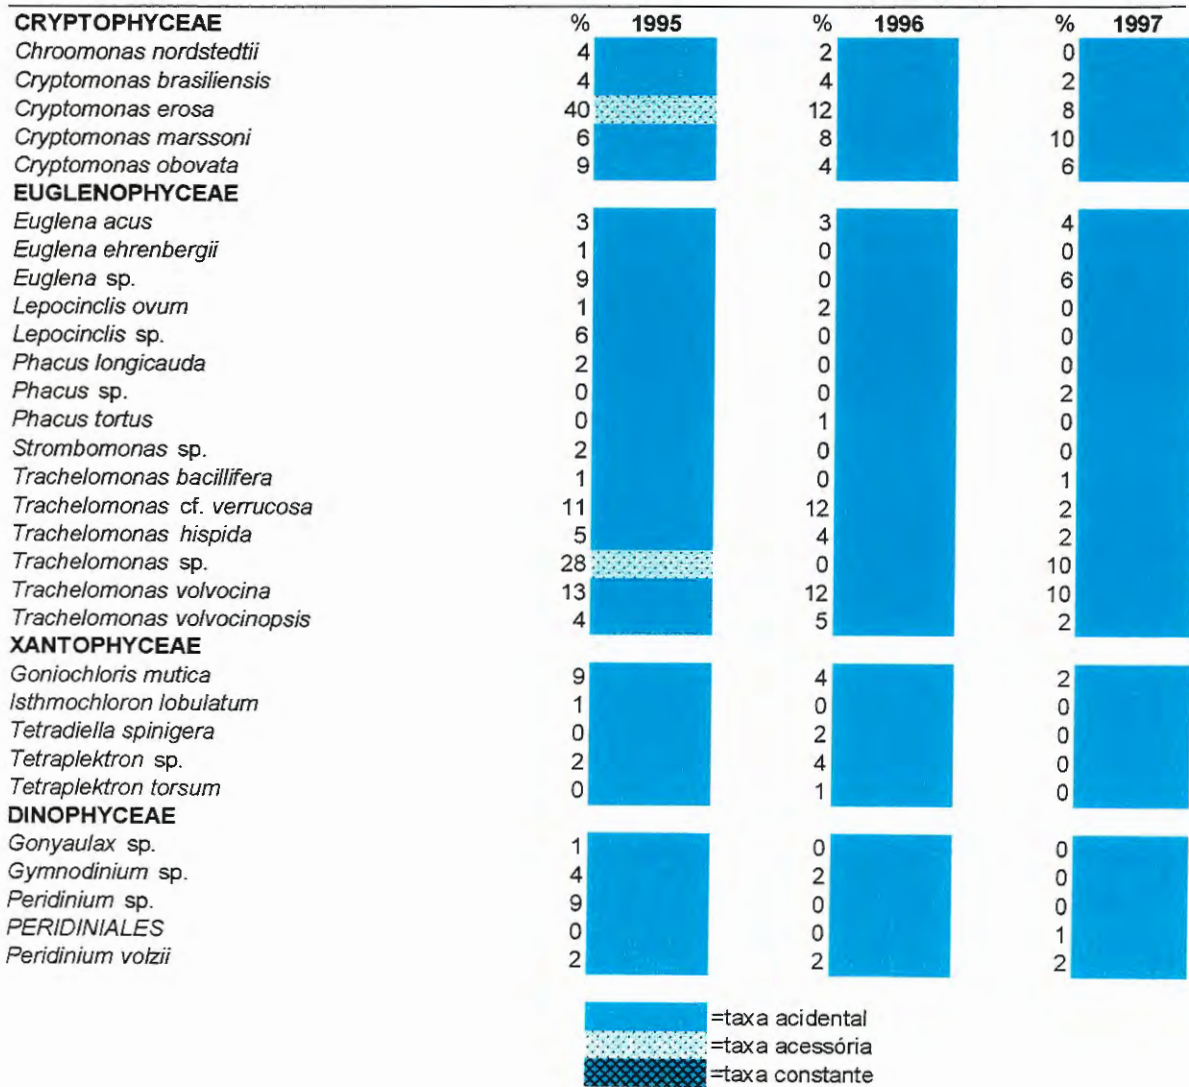 CRYPTOPHYCEAE % 1995 % 1996 % 1997
Chroomonas nordstedtii 4 2 0
Cryptomonas brasiliensis 4 4 2
Cryptomonas erosa 40 12 8
Cryptomonas marssoni 6 8 10
Cryptomonas obovata 9 4 6
EUGLENOPHYCEAE
Euglena acus 3 3 4
Euglena ehrenbergii 1 0 0
Euglena sp. 9 0 6
Lepocinclis ovum 1 2 0
Lepocinclis sp. 6 0 0
Phacus longicauda 2 0 0
Phacus sp. 0 0 2
Phacus tortus 0 1 0
Strombomonas sp. 2 0 0
Trachelomonas bacillifera 1 0 1
Trachelomonas cf. verrucosa 11 12 2
Trachelomonas hispida 5 4 2
Trachelomonas sp. 28 0 10
Trachelomonas volvocina 13 12 10
Trachelomonas volvocinopsis 4 5 2
XANTOPHYCEAE
Goniochloris mutica 9 4 2
Isthmochloron lobulatum 1 0 0
Tetradiella spinigera 0 2 0
Tetraplektron sp. 2 4 0
Tetraplektron torsum 0 1 0
DINOPHYCEAE
Gonyaulax sp. 1 0 0
Gymnodinium sp. 4 2 0
Peridinium sp. 9 0 0
PERIDINIALES 0 0 1
Peridinium volzii 2 2 2
=taxa acidental
=taxa acessória
=taxa constante